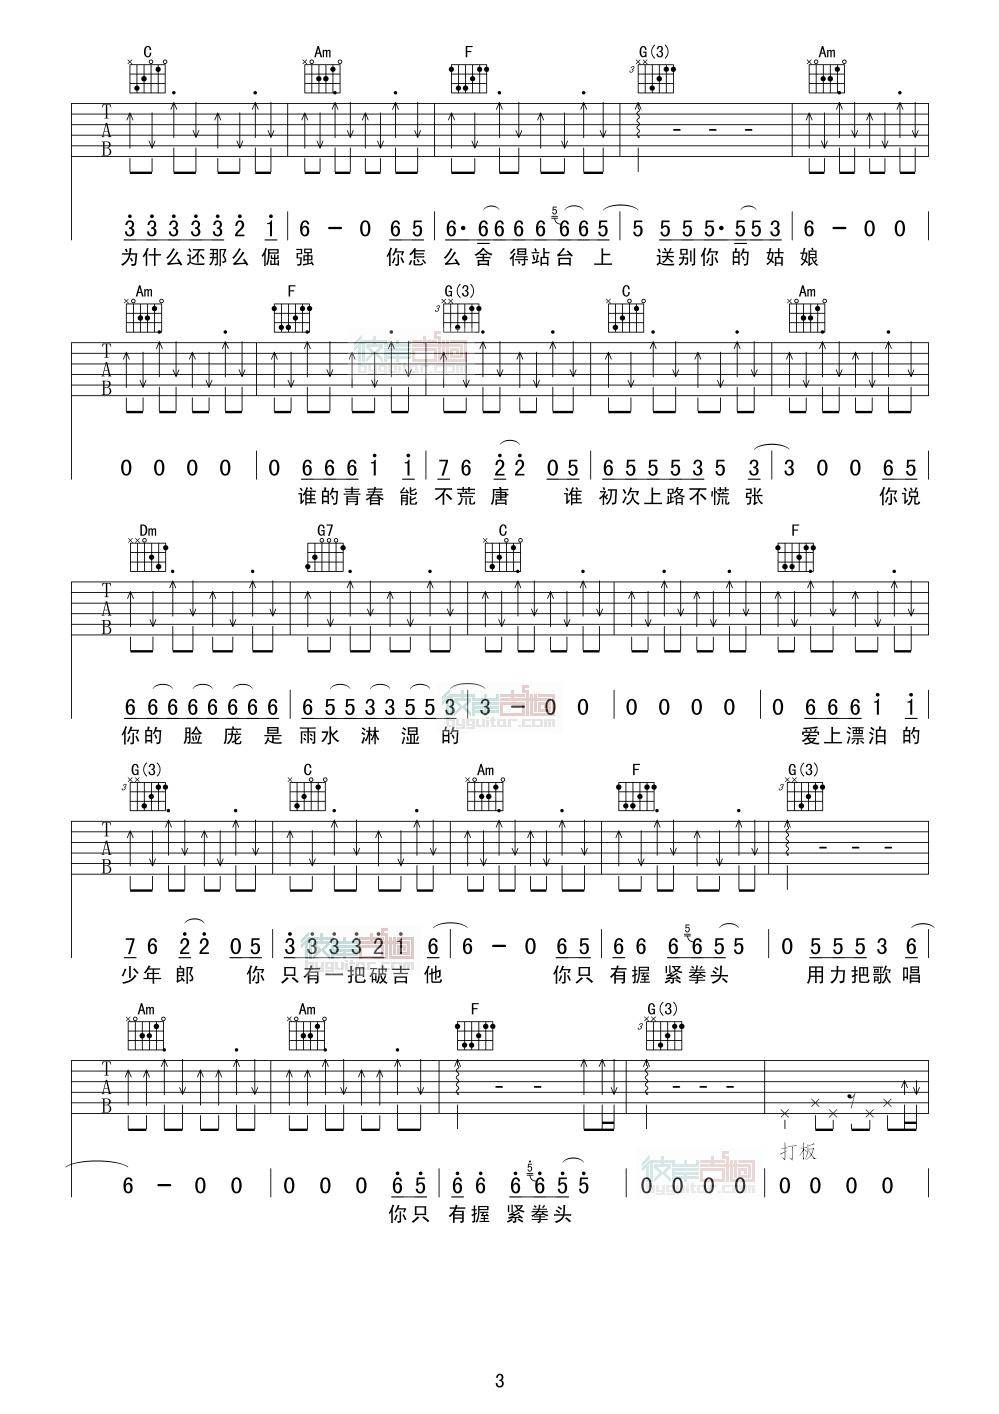 C Am F G(3) Am
T
A
B
3 3 3 3 3 2 1 6 - 0 6 5 6· 6 6 6 6 5 6 6 5 5 5 5 5· 5 5 3 6 - 0 0
为什么还那么倔强 你怎么舍得站台上 送别你的姑娘
Am F G(3) C Am
T
A
B
0 0 0 0 0 6 6 6 1 1 7 6 2 2 0 5 6 5 5 5 3 5 3 3 0 0 6 5
谁的青春能不荒唐 谁初次上路不慌张 你说
Dm G7 C F
T
A
B
6 6 6 6 6 6 6 6 6 5 5 3 3 5 5 3 3 - 0 0 0 0 0 0 0 6 6 6 1 1
你的脸庞是雨水淋湿的 爱上漂泊的
G(3) C Am F G(3)
T
A
B
7 6 2 2 0 5 3 3 3 3 2 1 6 6 - 0 6 5 6 6 6 5 6 5 5 0 5 5 5 3 6
少年郎 你只有一把破吉他 你只有握紧拳头 用力把歌唱
Am Am F G(3)
T
A
B
打板
6 - 0 0 0 0 0 6 5 6 6 6 5 6 5 5 0 0 0 0 0 0 0 0
你只有握紧拳头
彼岸吉他
byguitar.com
3